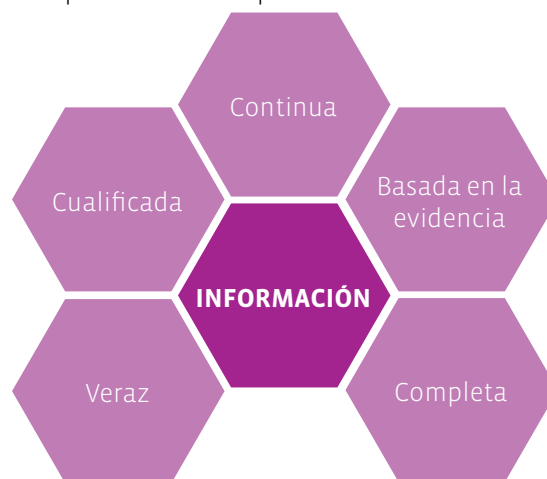 Continua
Cualificada
Basada en la
evidencia
INFORMACIÓN
Veraz
Completa